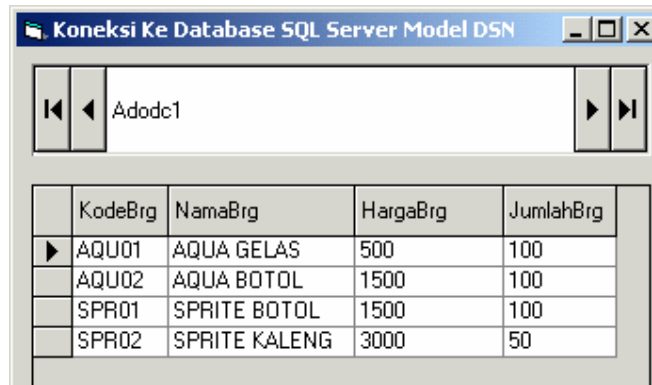 Koneksi Ke Database SQL Server Model DSN
Adodc1
KodeBrg NamaBrg HargaBrg JumlahBrg
AQU01 AQUA GELAS 500 100
AQU02 AQUA BOTOL 1500 100
SPR01 SPRITE BOTOL 1500 100
SPR02 SPRITE KALENG 3000 50